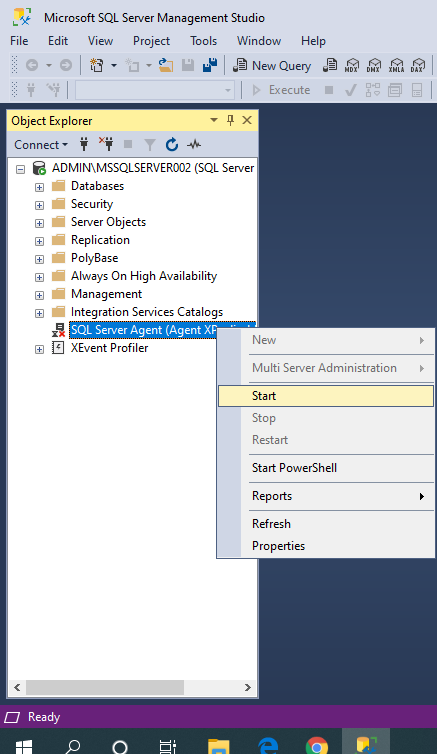 Microsoft SQL Server Management Studio
File Edit View Project Tools Window Help
New Query MDX DMX XMLA DAX
Execute
Object Explorer
Connect
ADMIN\MSSQLSERVER002 (SQL Server
Databases
Security
Server Objects
Replication
PolyBase
Always On High Availability
Management
Integration Services Catalogs
SQL Server Agent (Agent XP
XEvent Profiler
New
Multi Server Administration
Start
Stop
Restart
Start PowerShell
Reports
Refresh
Properties
Ready